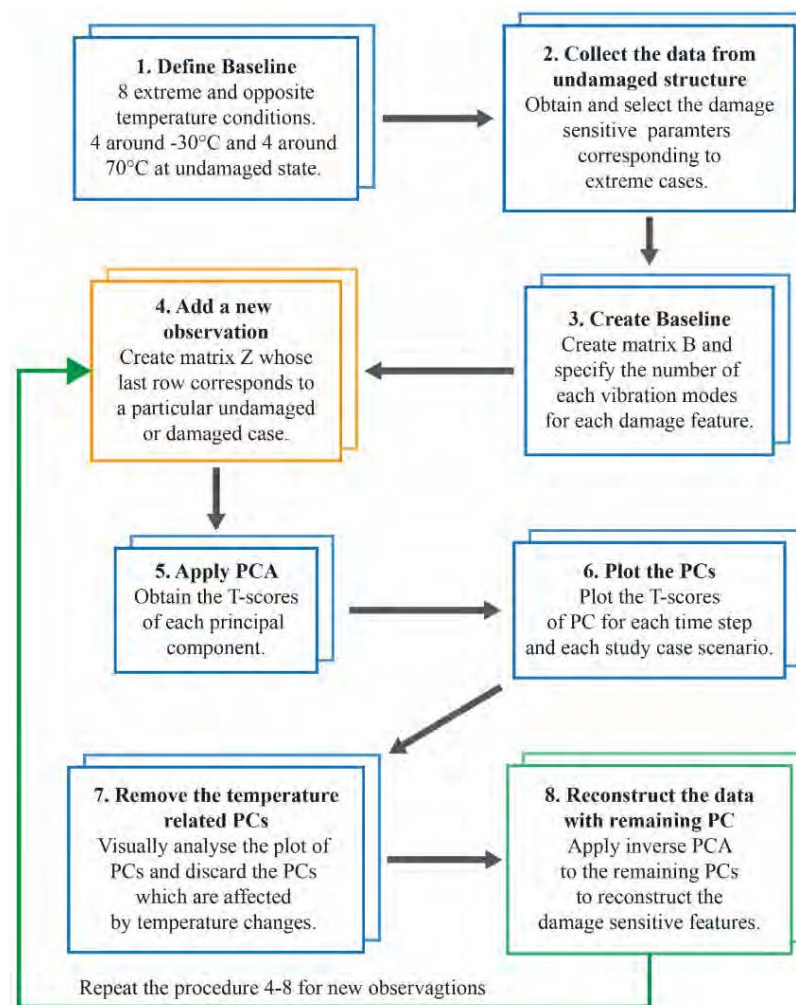 1. Define Baseline
8 extreme and opposite
temperature conditions.
4 around -30°C and 4 around
70°C at undamaged state.
2. Collect the data from
undamaged structure
Obtain and select the damage
sensitive paramters
corresponding to
extreme cases.
3. Create Baseline
Create matrix B and
specify the number of
each vibration modes
for each damage feature.
4. Add a new
observation
Create matrix Z whose
last row corresponds to
a particular undamaged
or damaged case.
5. Apply PCA
Obtain the T-scores
of each principal
component.
6. Plot the PCs
Plot the T-scores
of PC for each time step
and each study case scenario.
7. Remove the temperature
related PCs
Visually analyse the plot of
PCs and discard the PCs
which are affected
by temperature changes.
8. Reconstruct the data
with remaining PC
Apply inverse PCA
to the remaining PCs
to reconstruct the
damage sensitive features.
Repeat the procedure 4-8 for new observagtions